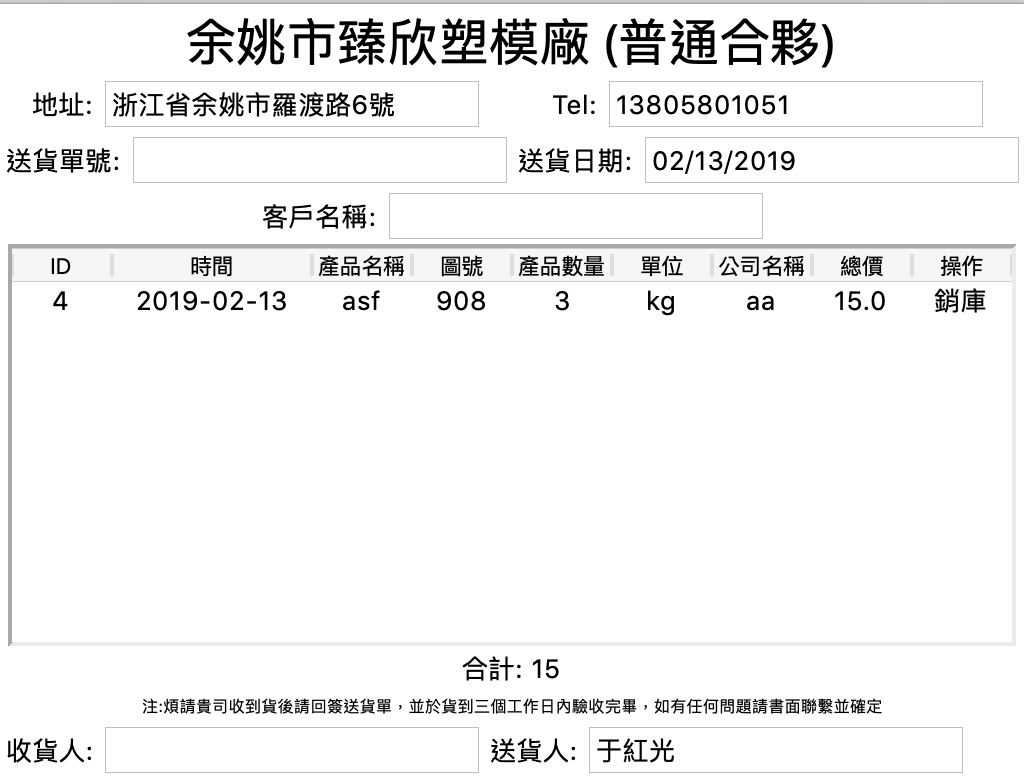 余姚市臻欣塑模廠 (普通合夥)
地址: 浙江省余姚市羅渡路6號 Tel: 13805801051
送貨單號: 送貨日期: 02/13/2019
客戶名稱:
ID 時間 產品名稱 圖號 產品數量 單位 公司名稱 總價 操作
4 2019-02-13 asf 908 3 kg aa 15.0 銷庫
合計: 15
注:煩請貴司收到貨後請回簽送貨單，並於貨到三個工作日內驗收完畢，如有任何問題請書面聯繫並確定
收貨人: 送貨人: 于紅光